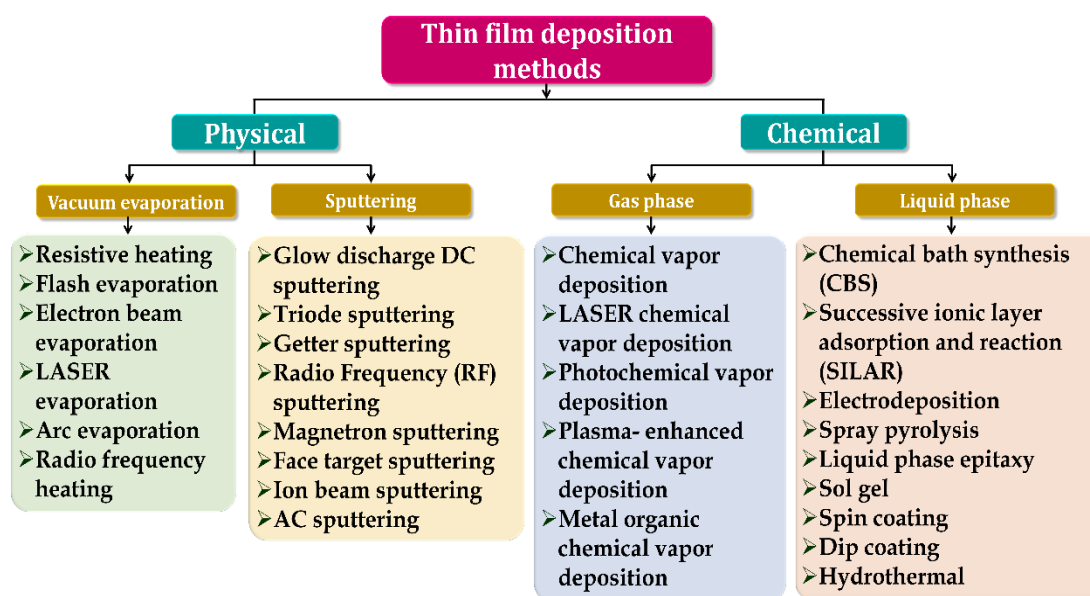 Thin film deposition
methods
Physical
Chemical
Vacuum evaporation
Sputtering
Gas phase
Liquid phase
➢Resistive heating
➢Flash evaporation
➢Electron beam
evaporation
➢LASER
evaporation
➢Arc evaporation
➢Radio frequency
heating
➢Glow discharge DC
sputtering
➢Triode sputtering
➢Getter sputtering
➢Radio Frequency (RF)
sputtering
➢Magnetron sputtering
➢Face target sputtering
➢Ion beam sputtering
➢AC sputtering
➢Chemical vapor
deposition
➢LASER chemical
vapor deposition
➢Photochemical vapor
deposition
➢Plasma- enhanced
chemical vapor
deposition
➢Metal organic
chemical vapor
deposition
➢Chemical bath synthesis
(CBS)
➢Successive ionic layer
adsorption and reaction
(SILAR)
➢Electrodeposition
➢Spray pyrolysis
➢Liquid phase epitaxy
➢Sol gel
➢Spin coating
➢Dip coating
➢Hydrothermal